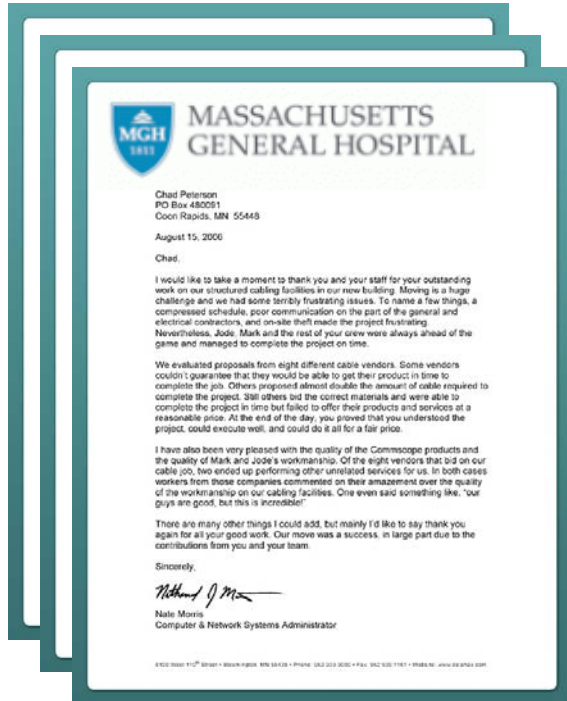 MGH
1811
MASSACHUSETTS
GENERAL HOSPITAL
Chad Peterson
PO Box 480091
Coon Rapids, MN 55448
August 15, 2006
Chad,
I would like to take a moment to thank you and your staff for your outstanding
work on our structured cabling facilities in our new building. Moving is a huge
challenge and we had some terribly frustrating issues. To name a few things, a
compressed schedule, poor communication on the part of the general and
electrical contractors, and on-site theft made the project frustrating.
Nevertheless, Jode, Mark and the rest of your crew were always ahead of the
game and managed to complete the project on time.
We evaluated proposals from eight different cable vendors. Some vendors
couldn't guarantee that they would be able to get their product in time to
complete the job. Others proposed almost double the amount of cable required to
complete the project. Still others bid the correct materials and were able to
complete the project in time but failed to offer their products and services at a
reasonable price. At the end of the day, you proved that you understood the
project, could execute well, and could do it all for a fair price.
I have also been very pleased with the quality of the Commscope products and
the quality of Mark and Jode's workmanship. Of the eight vendors that bid on our
cable job, two ended up performing other unrelated services for us. In both cases
workers from those companies commented on their amazement over the quality
of the workmanship on our cabling facilities. One even said something like, "our
guys are good, but this is incredible!"
There are many other things I could add, but mainly I'd like to say thank you
again for all your good work. Our move was a success, in large part due to the
contributions from you and your team.
Sincerely,
Nate Morris
Computer & Network Systems Administrator